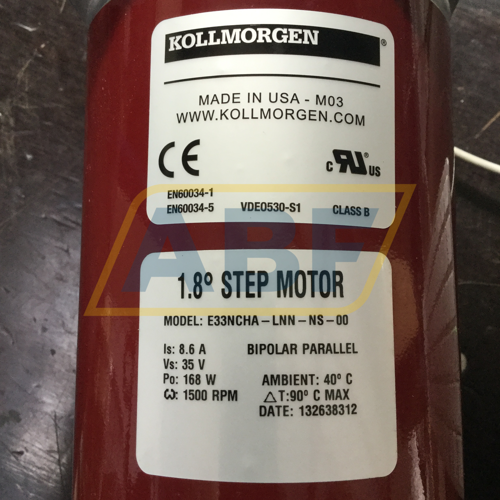 KOLLMORGEN®
MADE IN USA - M03
WWW.KOLLMORGEN.COM
CE c RU US
EN60034-1
EN60034-5 VDE0530-S1 CLASS B
ABF
1.8° STEP MOTOR
MODEL: E33NCHA-LNN-NS-00
Is: 8.6 A BIPOLAR PARALLEL
Vs: 35 V
Po: 168 W AMBIENT: 40° C
ω: 1500 RPM △T:90° C MAX
DATE: 132638312